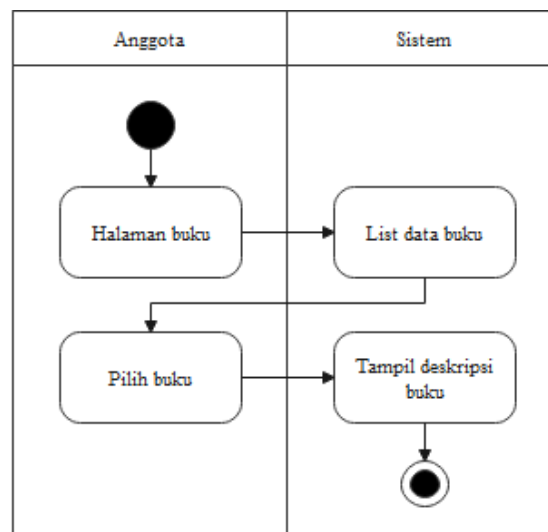 Anggota
Sistem
Halaman buku
List data buku
Pilih buku
Tampil deskripsi
buku